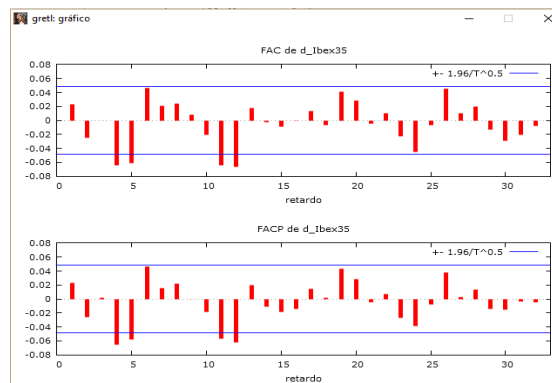 gretl: gráfico
FAC de d_Ibex35
+- 1.96/T^0.5
0.08
0.06
0.04
0.02
0
-0.02
-0.04
-0.06
-0.08
0 5 10 15 20 25 30
retardo
FACP de d_Ibex35
+- 1.96/T^0.5
0.08
0.06
0.04
0.02
0
-0.02
-0.04
-0.06
-0.08
0 5 10 15 20 25 30
retardo